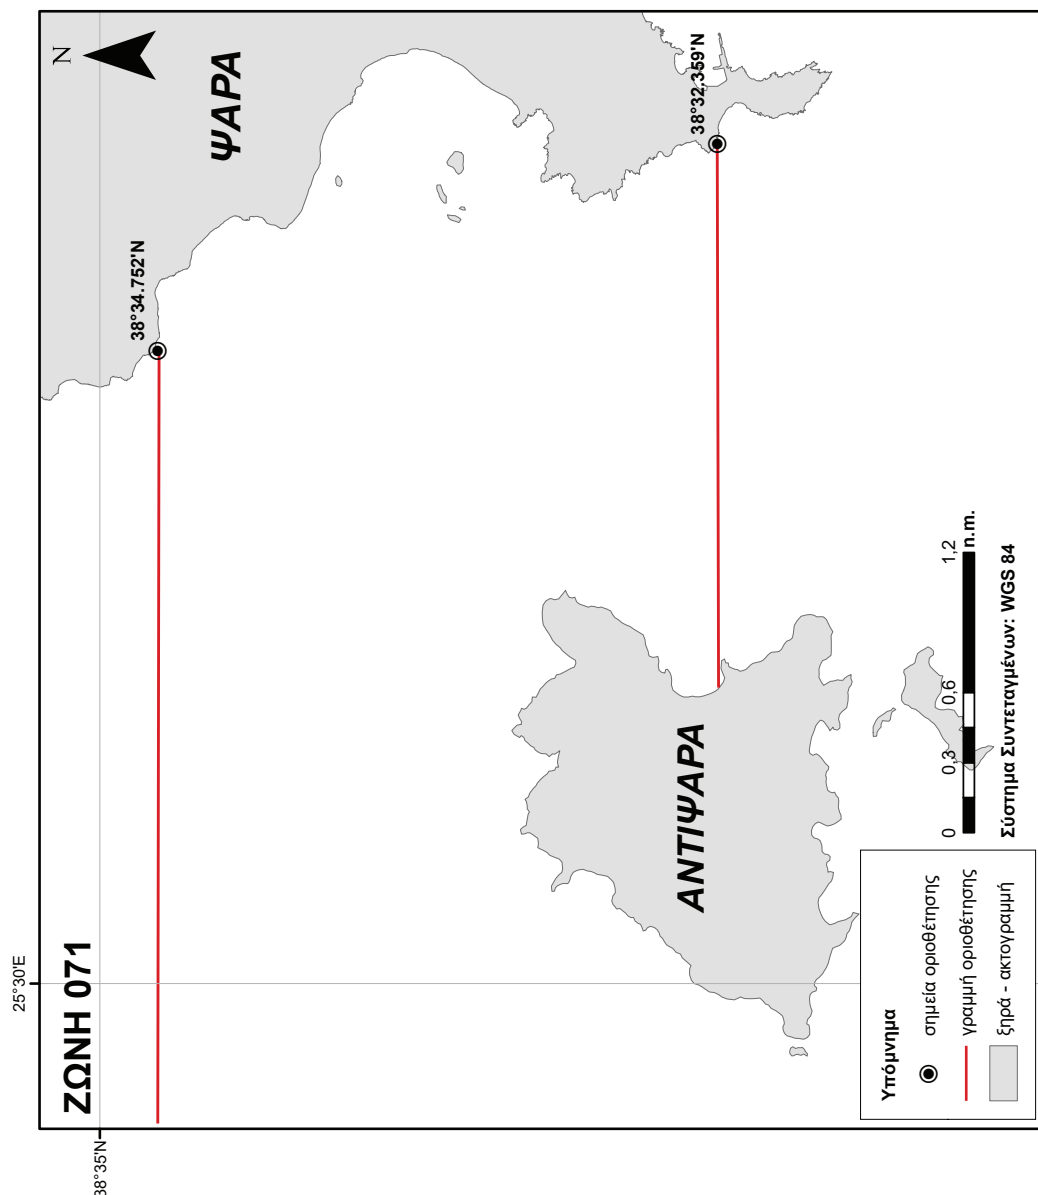 ΖΩΝΗ 071
N
ΨΑΡΑ
38°34.752'N
38°32.359'N
ΑΝΤΙΨΑΡΑ
25°30'E
38°35'N
Υπόμνημα
σημεία οριοθέτησης
γραμμή οριοθέτησης
ξηρά - ακτογραμμή
0 0,3 0,6 1,2
n.m.
Σύστημα Συντεταγμένων: WGS 84